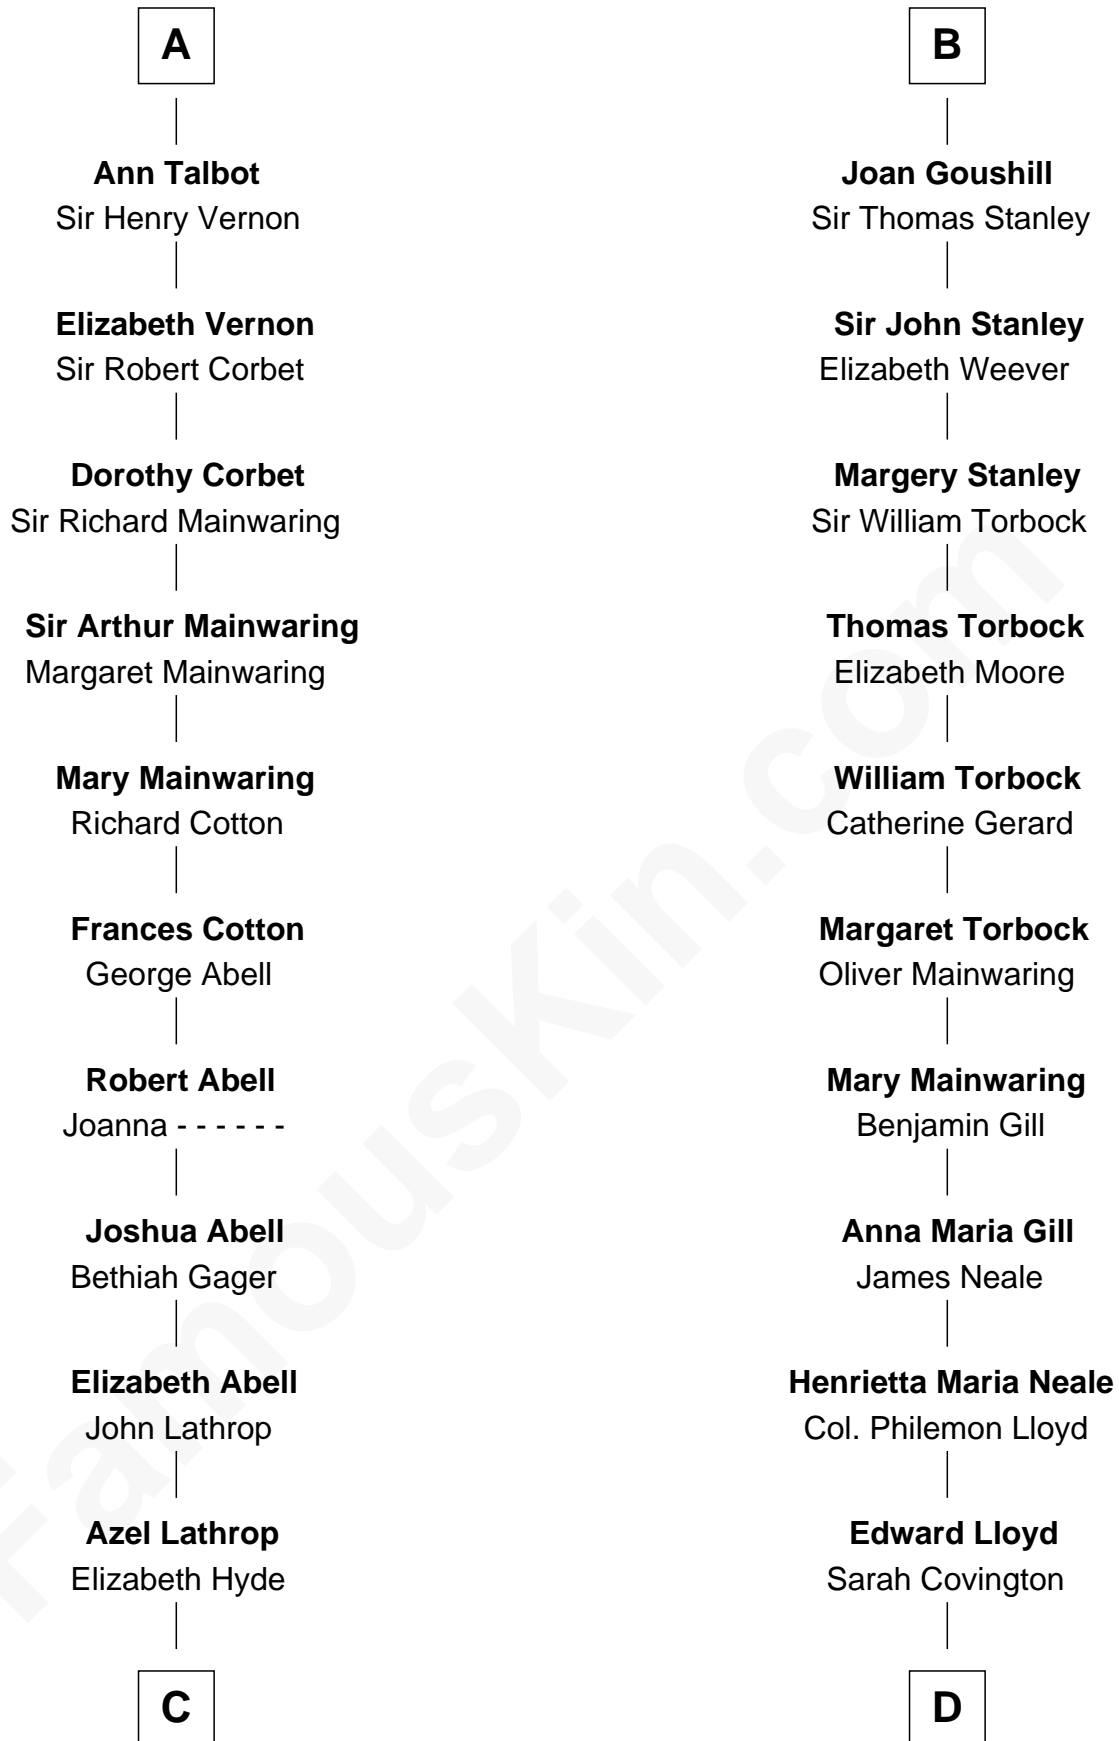 A
Ann Talbot
Sir Henry Vernon
Elizabeth Vernon
Sir Robert Corbet
Dorothy Corbet
Sir Richard Mainwaring
Sir Arthur Mainwaring
Margaret Mainwaring
Mary Mainwaring
Richard Cotton
Frances Cotton
George Abell
Robert Abell
Joanna - - - - - -
Joshua Abell
Bethiah Gager
Elizabeth Abell
John Lathrop
Azel Lathrop
Elizabeth Hyde
C
B
Joan Goushill
Sir Thomas Stanley
Sir John Stanley
Elizabeth Weever
Margery Stanley
Sir William Torbock
Thomas Torbock
Elizabeth Moore
William Torbock
Catherine Gerard
Margaret Torbock
Oliver Mainwaring
Mary Mainwaring
Benjamin Gill
Anna Maria Gill
James Neale
Henrietta Maria Neale
Col. Philemon Lloyd
Edward Lloyd
Sarah Covington
D
FamousKin.com